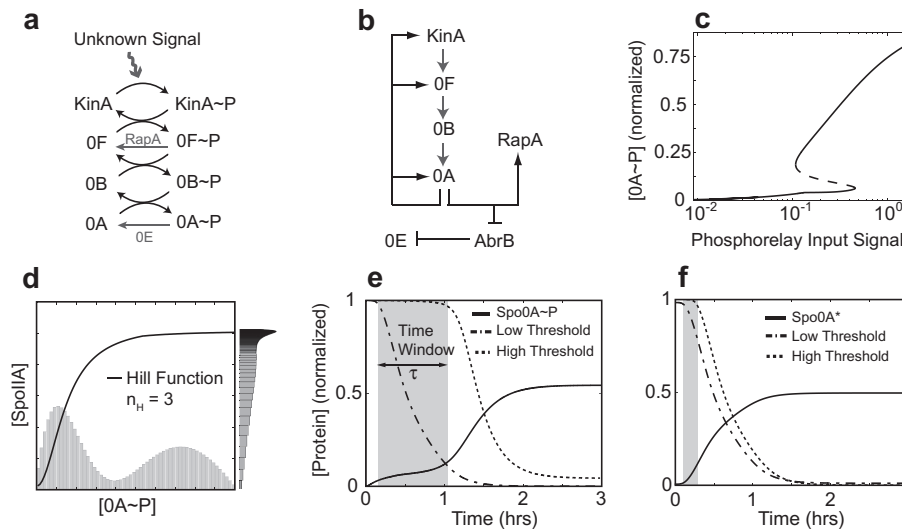 a
Unknown Signal
KinA
KinA~P
0F
RapA
0F~P
0B
0B~P
0A
0E
0A~P
b
KinA
0F
0B
RapA
0A
0E
AbrB
c
[0A~P] (normalized)
0.75
0.5
0.25
0
10-2
10-1
100
Phosphorelay Input Signal
d
[SpoIIA]
Hill Function
nH = 3
[0A~P]
e
[Protein] (normalized)
1
0.5
0
Spo0A~P
Low Threshold
High Threshold
Time
Window
τ
0
1
2
3
Time (hrs)
f
1
0.5
0
Spo0A*
Low Threshold
High Threshold
0
1
2
3
Time (hrs)